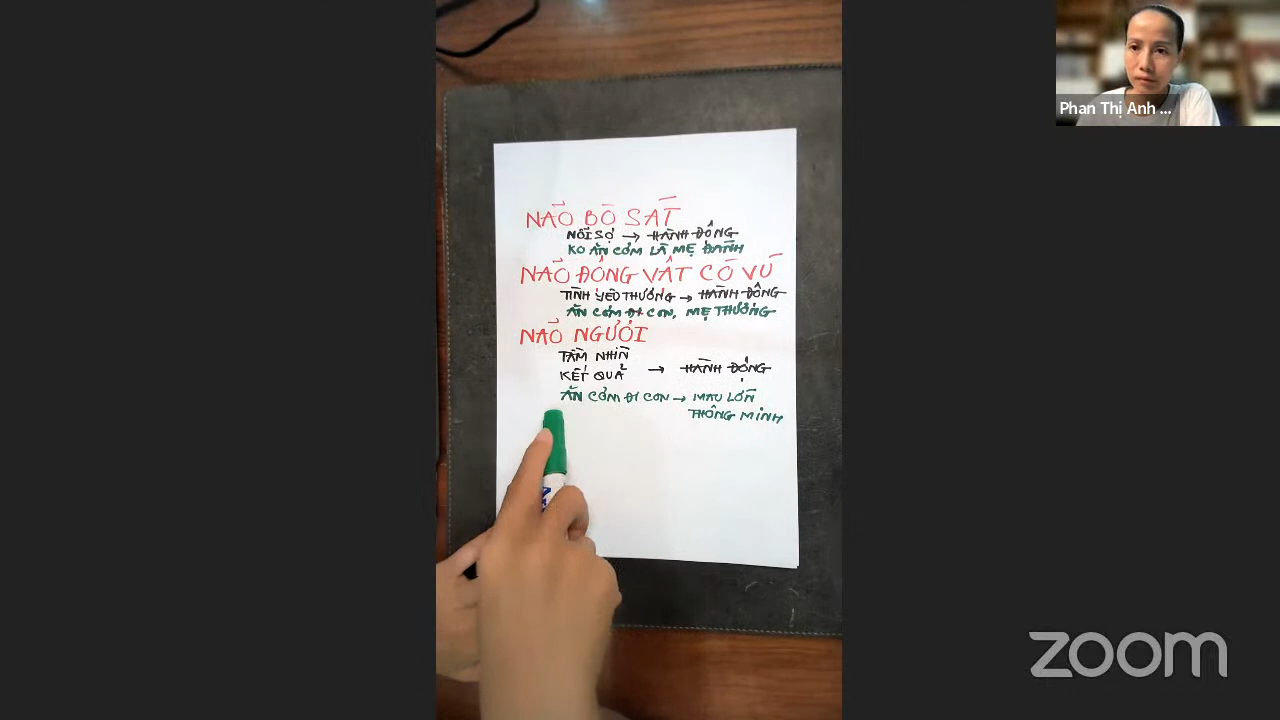 Phan Thị Anh ...
NÃO BÒ SÁT
NỖI SỢ → HÀNH ĐỘNG
KO ĂN CƠM LÀ MẸ ĐÁNH
NÃO ĐỘNG VẬT CÓ VÚ
TÌNH YÊU THƯƠNG → HÀNH ĐỘNG
ĂN CƠM ĐI CON, MẸ THƯƠNG
NÃO NGƯỜI
TẦM NHÌN
KẾT QUẢ → HÀNH ĐỘNG
ĂN CƠM ĐI CON → MAU LỚN
THÔNG MINH
zoom